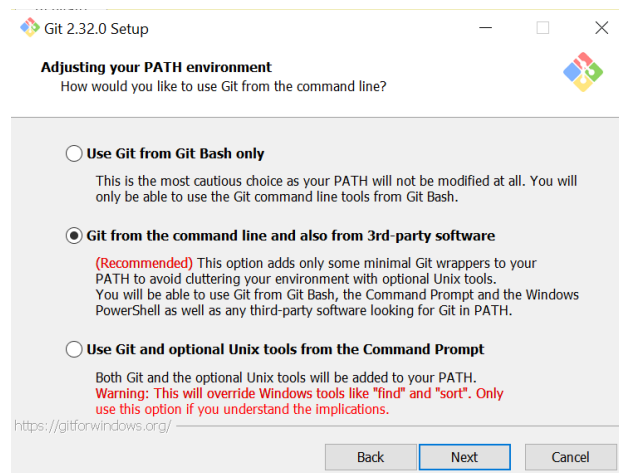 Git 2.32.0 Setup
Adjusting your PATH environment
How would you like to use Git from the command line?
Use Git from Git Bash only
This is the most cautious choice as your PATH will not be modified at all. You will
only be able to use the Git command line tools from Git Bash.
Git from the command line and also from 3rd-party software
(Recommended) This option adds only some minimal Git wrappers to your
PATH to avoid cluttering your environment with optional Unix tools.
You will be able to use Git from Git Bash, the Command Prompt and the Windows
PowerShell as well as any third-party software looking for Git in PATH.
Use Git and optional Unix tools from the Command Prompt
Both Git and the optional Unix tools will be added to your PATH.
Warning: This will override Windows tools like "find" and "sort". Only
use this option if you understand the implications.
https://gitforwindows.org/
Back Next Cancel